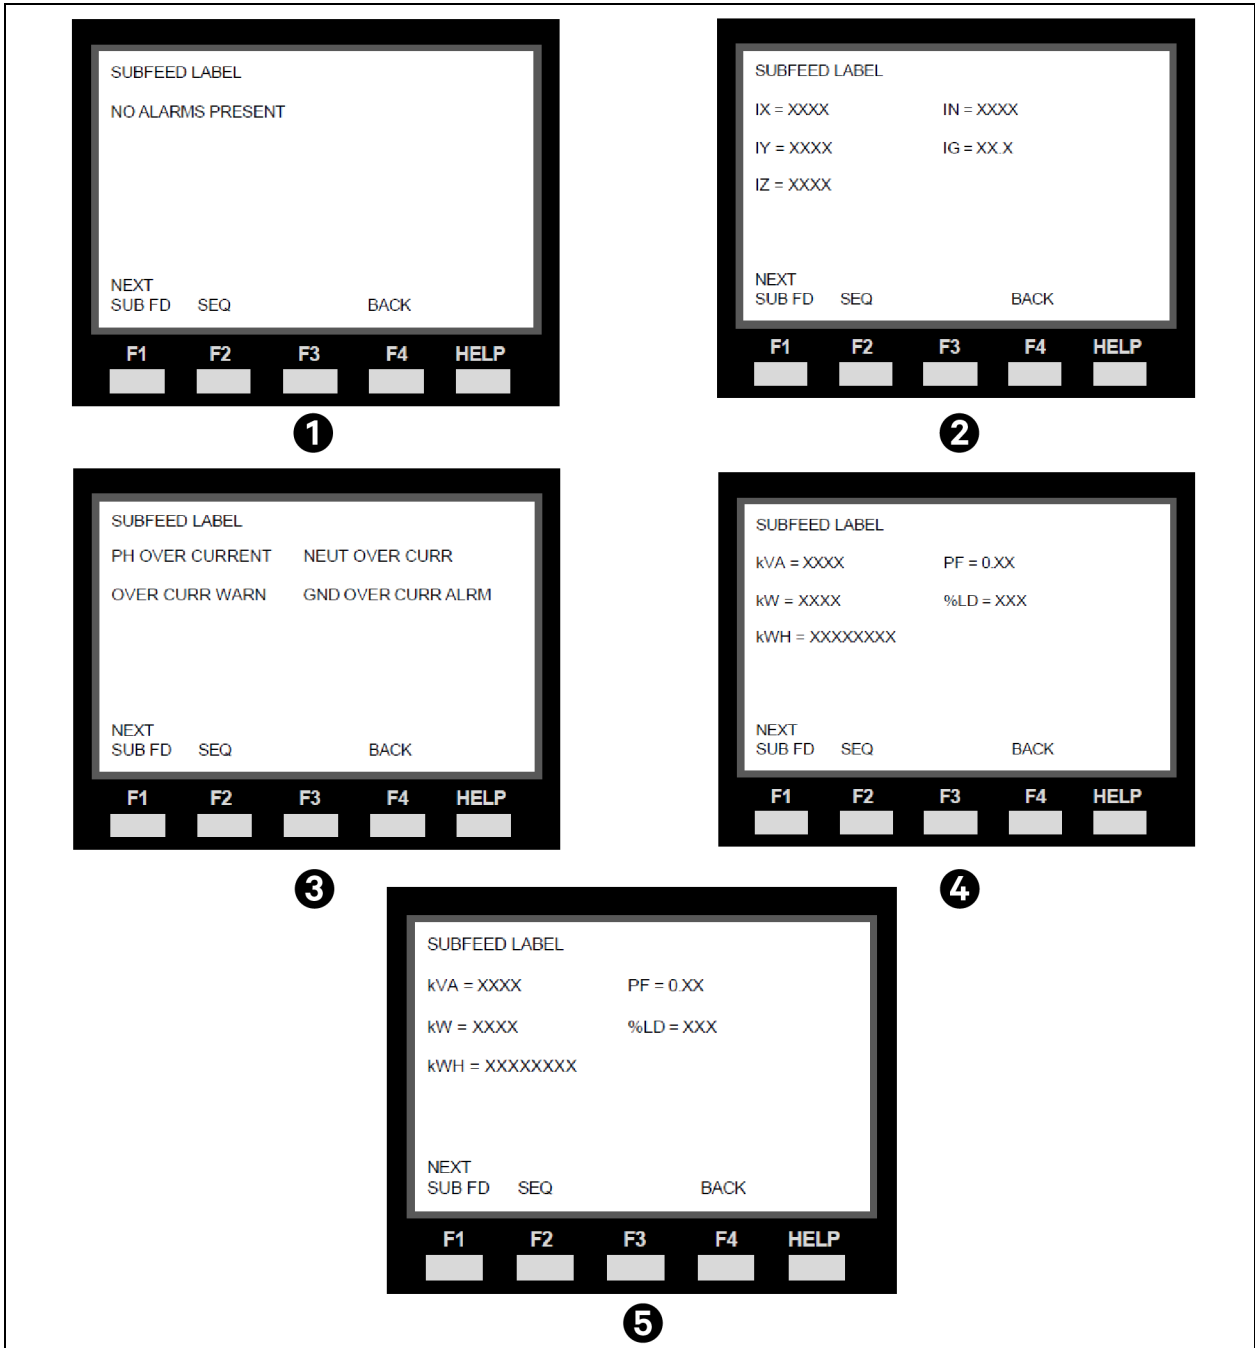 SUBFEED LABEL
NO ALARMS PRESENT
NEXT
SUB FD SEQ BACK
F1 F2 F3 F4 HELP
1
SUBFEED LABEL
IX = XXXX IN = XXXX
IY = XXXX IG = XX.X
IZ = XXXX
NEXT
SUB FD SEQ BACK
F1 F2 F3 F4 HELP
2
SUBFEED LABEL
PH OVER CURRENT NEUT OVER CURR
OVER CURR WARN GND OVER CURR ALRM
NEXT
SUB FD SEQ BACK
F1 F2 F3 F4 HELP
3
SUBFEED LABEL
kVA = XXXX PF = 0.XX
kW = XXXX %LD = XXX
kWH = XXXXXXXX
NEXT
SUB FD SEQ BACK
F1 F2 F3 F4 HELP
4
SUBFEED LABEL
kVA = XXXX PF = 0.XX
kW = XXXX %LD = XXX
kWH = XXXXXXXX
NEXT
SUB FD SEQ BACK
F1 F2 F3 F4 HELP
5